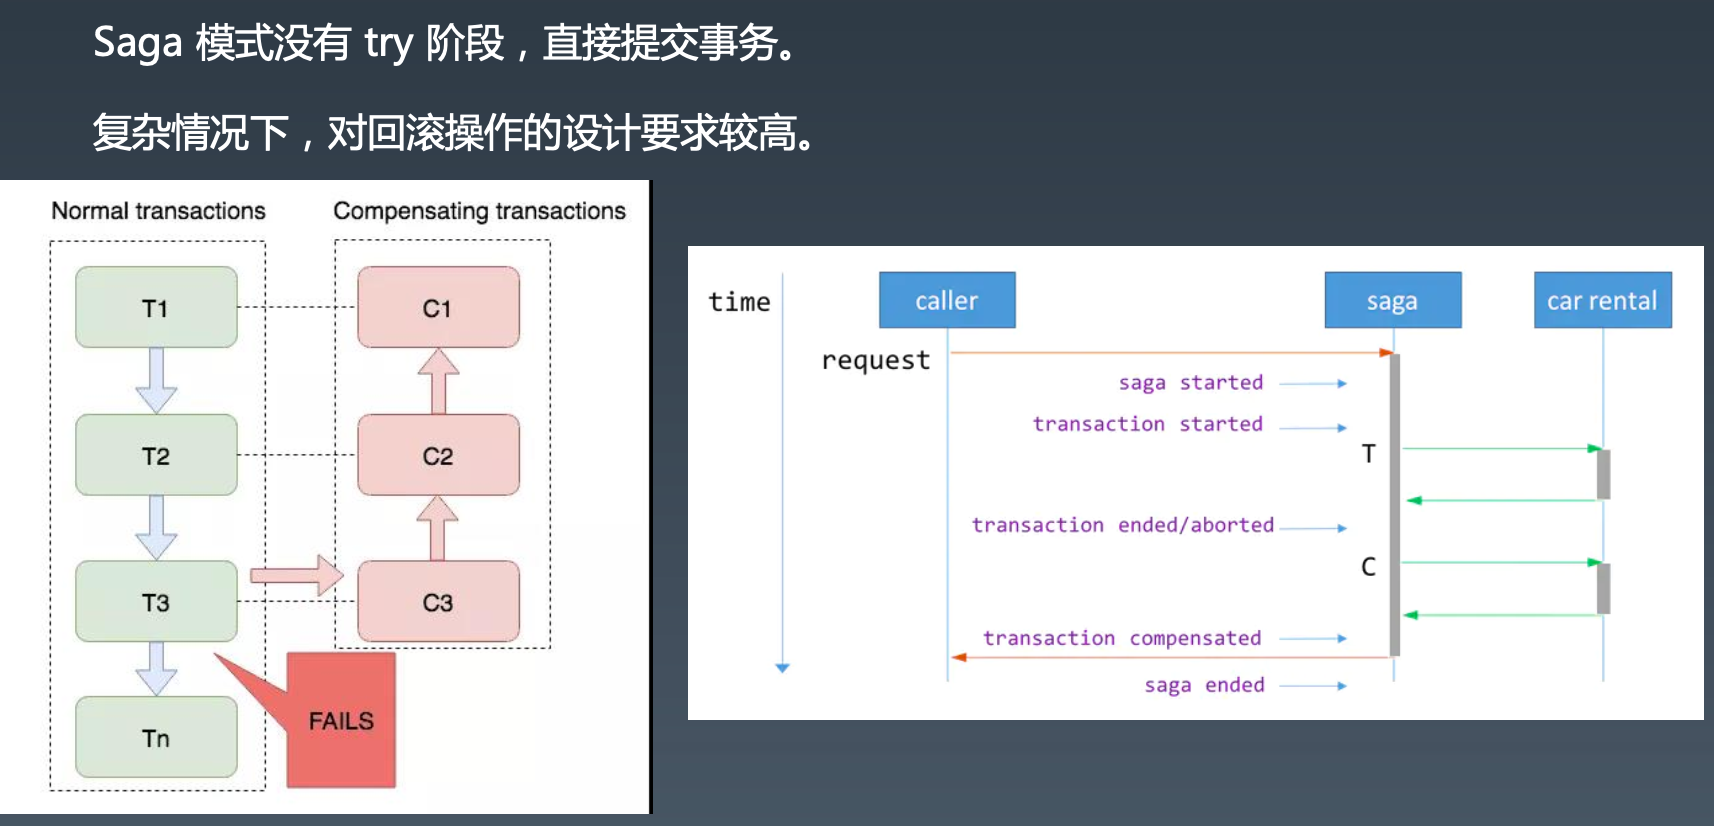 Saga 模式没有 try 阶段，直接提交事务。
复杂情况下，对回滚操作的设计要求较高。
Normal transactions
Compensating transactions
T1
C1
T2
C2
T3
C3
Tn
FAILS
time
caller
saga
car rental
request
saga started
transaction started
T
transaction ended/aborted
C
transaction compensated
saga ended